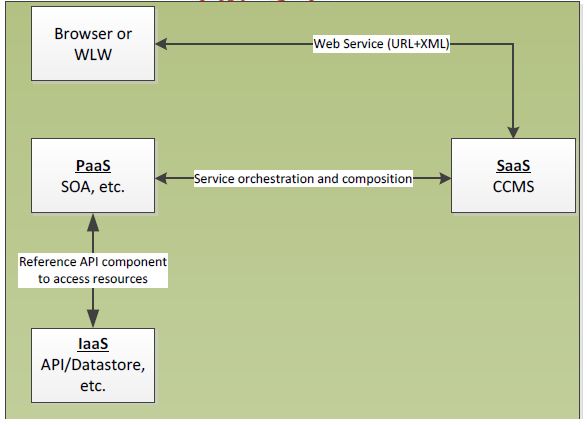 Browser or
WLW
Web Service (URL+XML)
PaaS
SOA, etc.
Service orchestration and composition
SaaS
CCMS
Reference API component
to access resources
IaaS
API/Datastore,
etc.